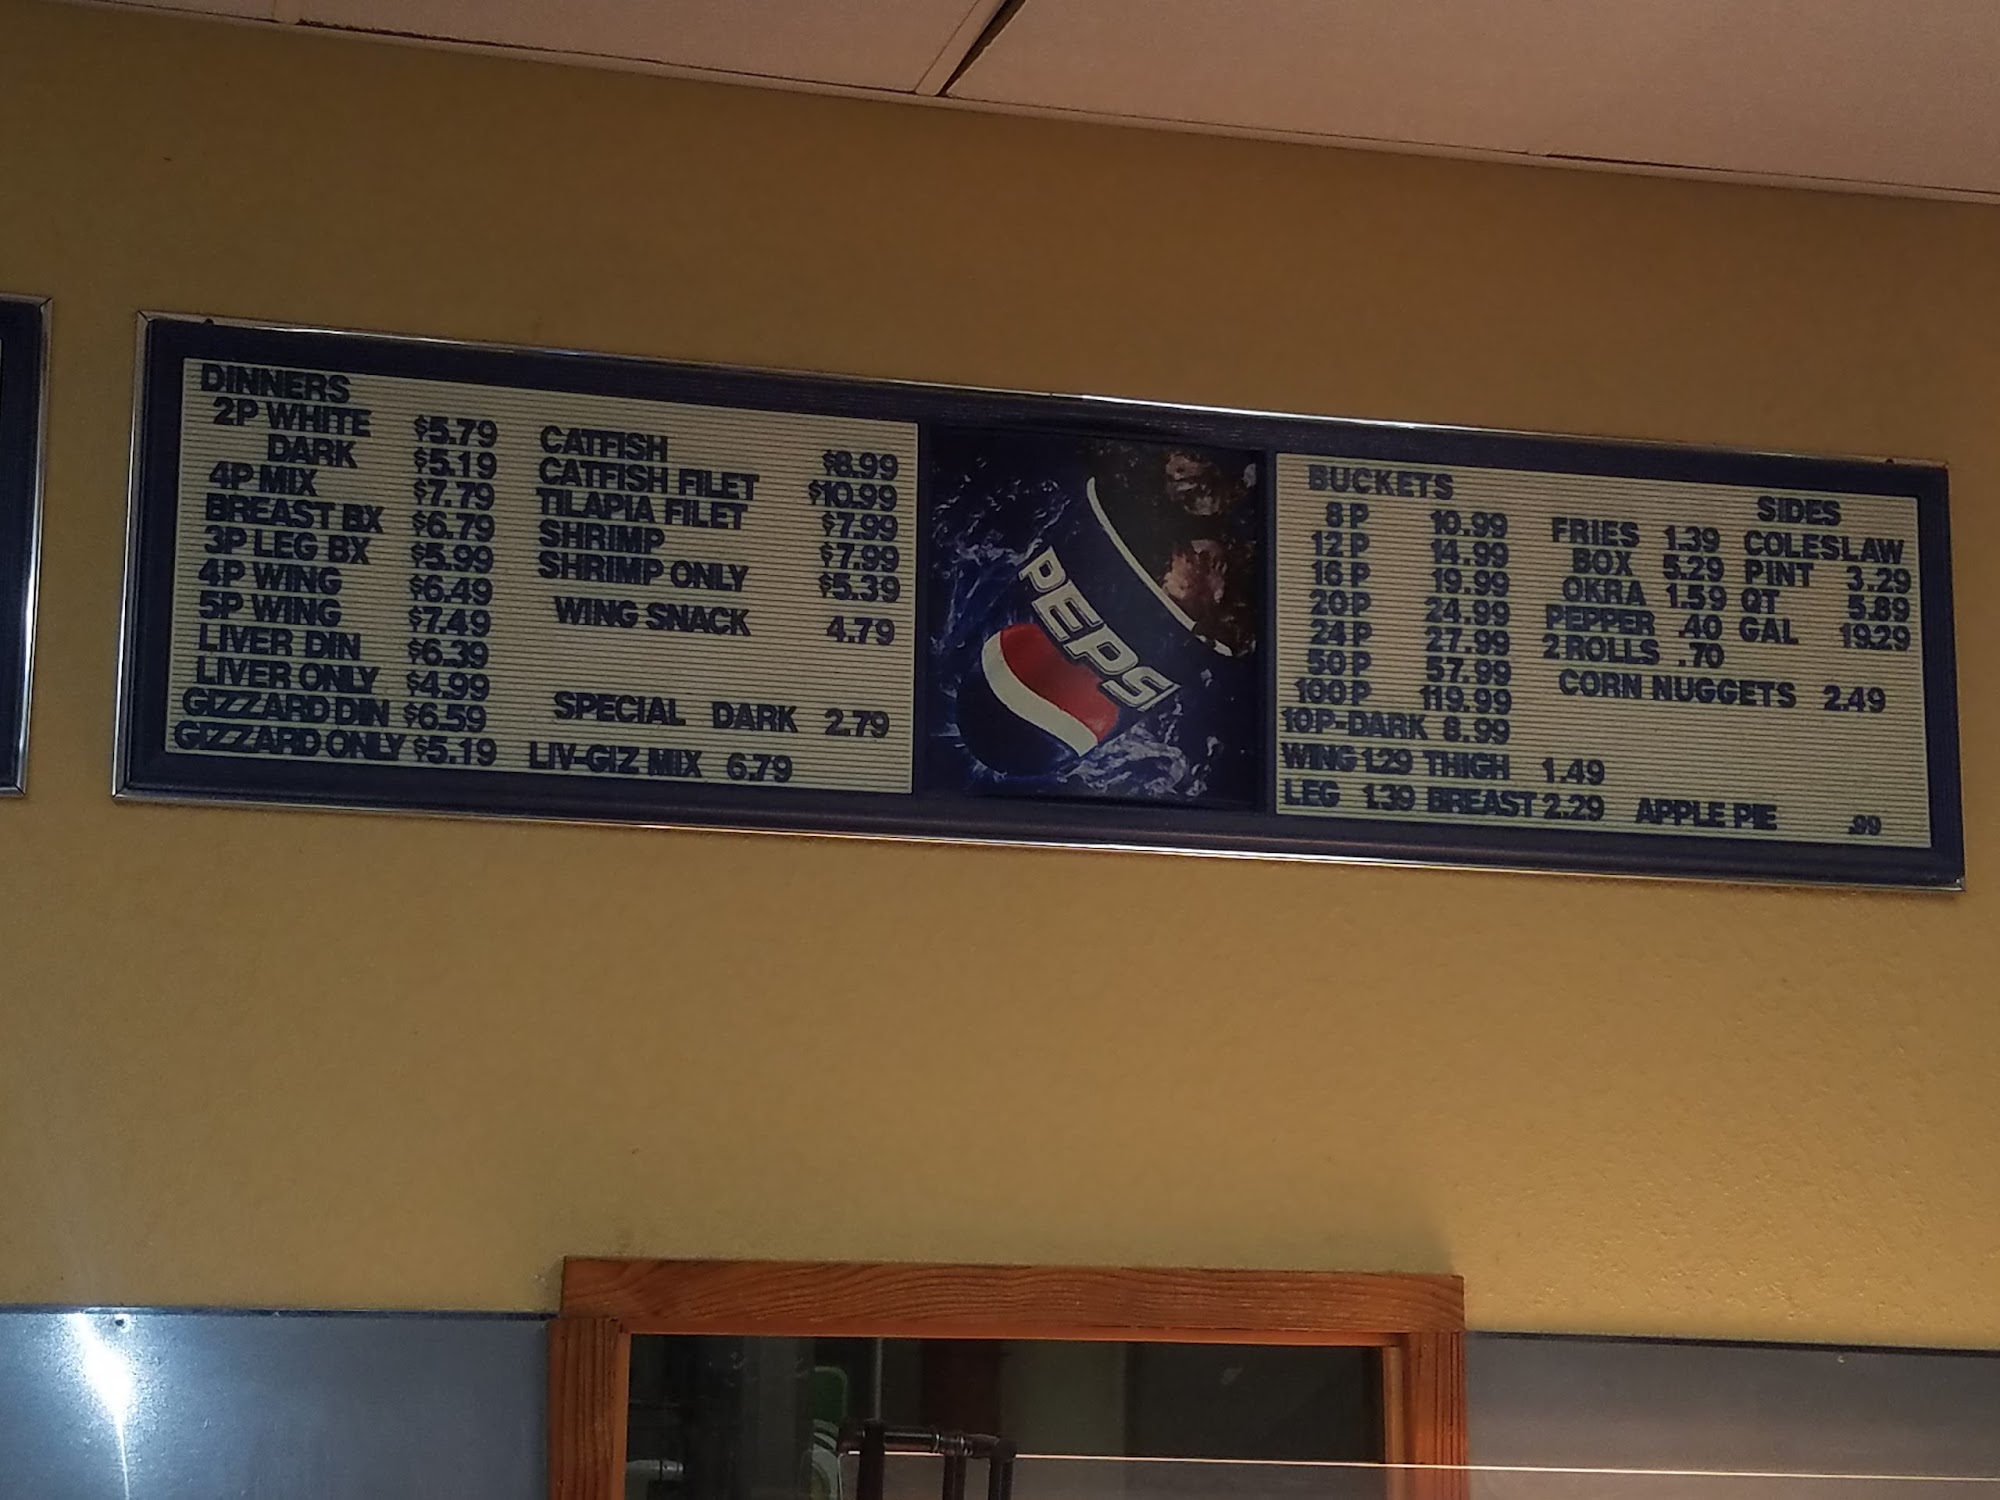 DINNERS
2P WHITE $5.79
DARK $5.19
4P MIX $7.79
BREAST BX $6.79
3P LEG BX $5.99
4P WING $6.49
5P WING $7.49
LIVER DIN $6.39
LIVER ONLY $4.99
GIZZARD DIN $6.59
GIZZARD ONLY $5.19
CATFISH $8.99
CATFISH FILET $10.99
TILAPIA FILET $7.99
SHRIMP $7.99
SHRIMP ONLY $5.39
WING SNACK 4.79
SPECIAL DARK 2.79
LIV-GIZ MIX 6.79
PEPSI
BUCKETS
8P 10.99
12P 14.99
16P 19.99
20P 24.99
24P 27.99
50P 57.99
100P 119.99
10P-DARK 8.99
WING 1.29 THIGH 1.49
LEG 1.39 BREAST 2.29 APPLE PIE .99
SIDES
FRIES 1.39 COLESLAW
BOX 5.29 PINT 3.29
OKRA 1.59 QT 5.89
PEPPER .40 GAL 19.29
2 ROLLS .70
CORN NUGGETS 2.49